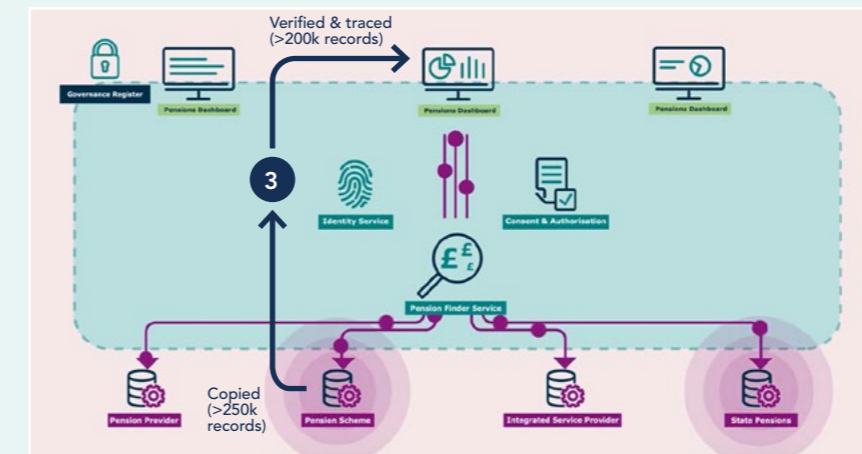 Verified & traced
(>200k records)
Governance Register
Pensions Dashboard
Pensions Dashboard
Pensions Dashboard
3
Identity Service
Consent & Authorisation
£ £ £
Pension Finder Service
Copied
(>250k
records)
Pension Provider
Pension Scheme
Integrated Service Provider
State Pensions